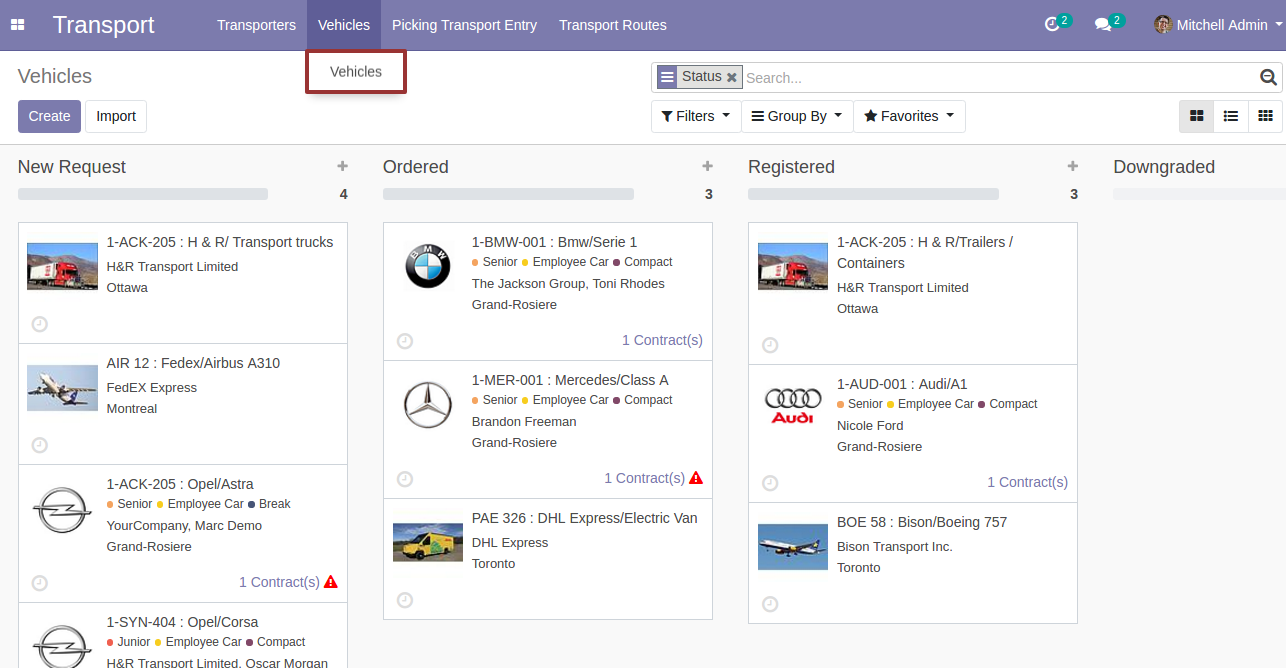 Transport
Transporters
Vehicles
Picking Transport Entry
Transport Routes
2
2
Mitchell Admin
Vehicles
Vehicles
Status
Search...
Create
Import
Filters
Group By
Favorites
New Request
4
1-ACK-205 : H & R/ Transport trucks
H&R Transport Limited
Ottawa
AIR 12 : Fedex/Airbus A310
FedEX Express
Montreal
1-ACK-205 : Opel/Astra
Senior Employee Car Break
YourCompany, Marc Demo
Grand-Rosiere
1 Contract(s)
1-SYN-404 : Opel/Corsa
Junior Employee Car Compact
H&R Transport Limited, Oscar Morgan
Ordered
3
BMW
1-BMW-001 : Bmw/Serie 1
Senior Employee Car Compact
The Jackson Group, Toni Rhodes
Grand-Rosiere
1 Contract(s)
1-MER-001 : Mercedes/Class A
Senior Employee Car Compact
Brandon Freeman
Grand-Rosiere
1 Contract(s)
PAE 326 : DHL Express/Electric Van
DHL Express
Toronto
Registered
3
1-ACK-205 : H & R/Trailers /
Containers
H&R Transport Limited
Ottawa
Audi
1-AUD-001 : Audi/A1
Senior Employee Car Compact
Nicole Ford
Grand-Rosiere
1 Contract(s)
BOE 58 : Bison/Boeing 757
Bison Transport Inc.
Toronto
Downgraded